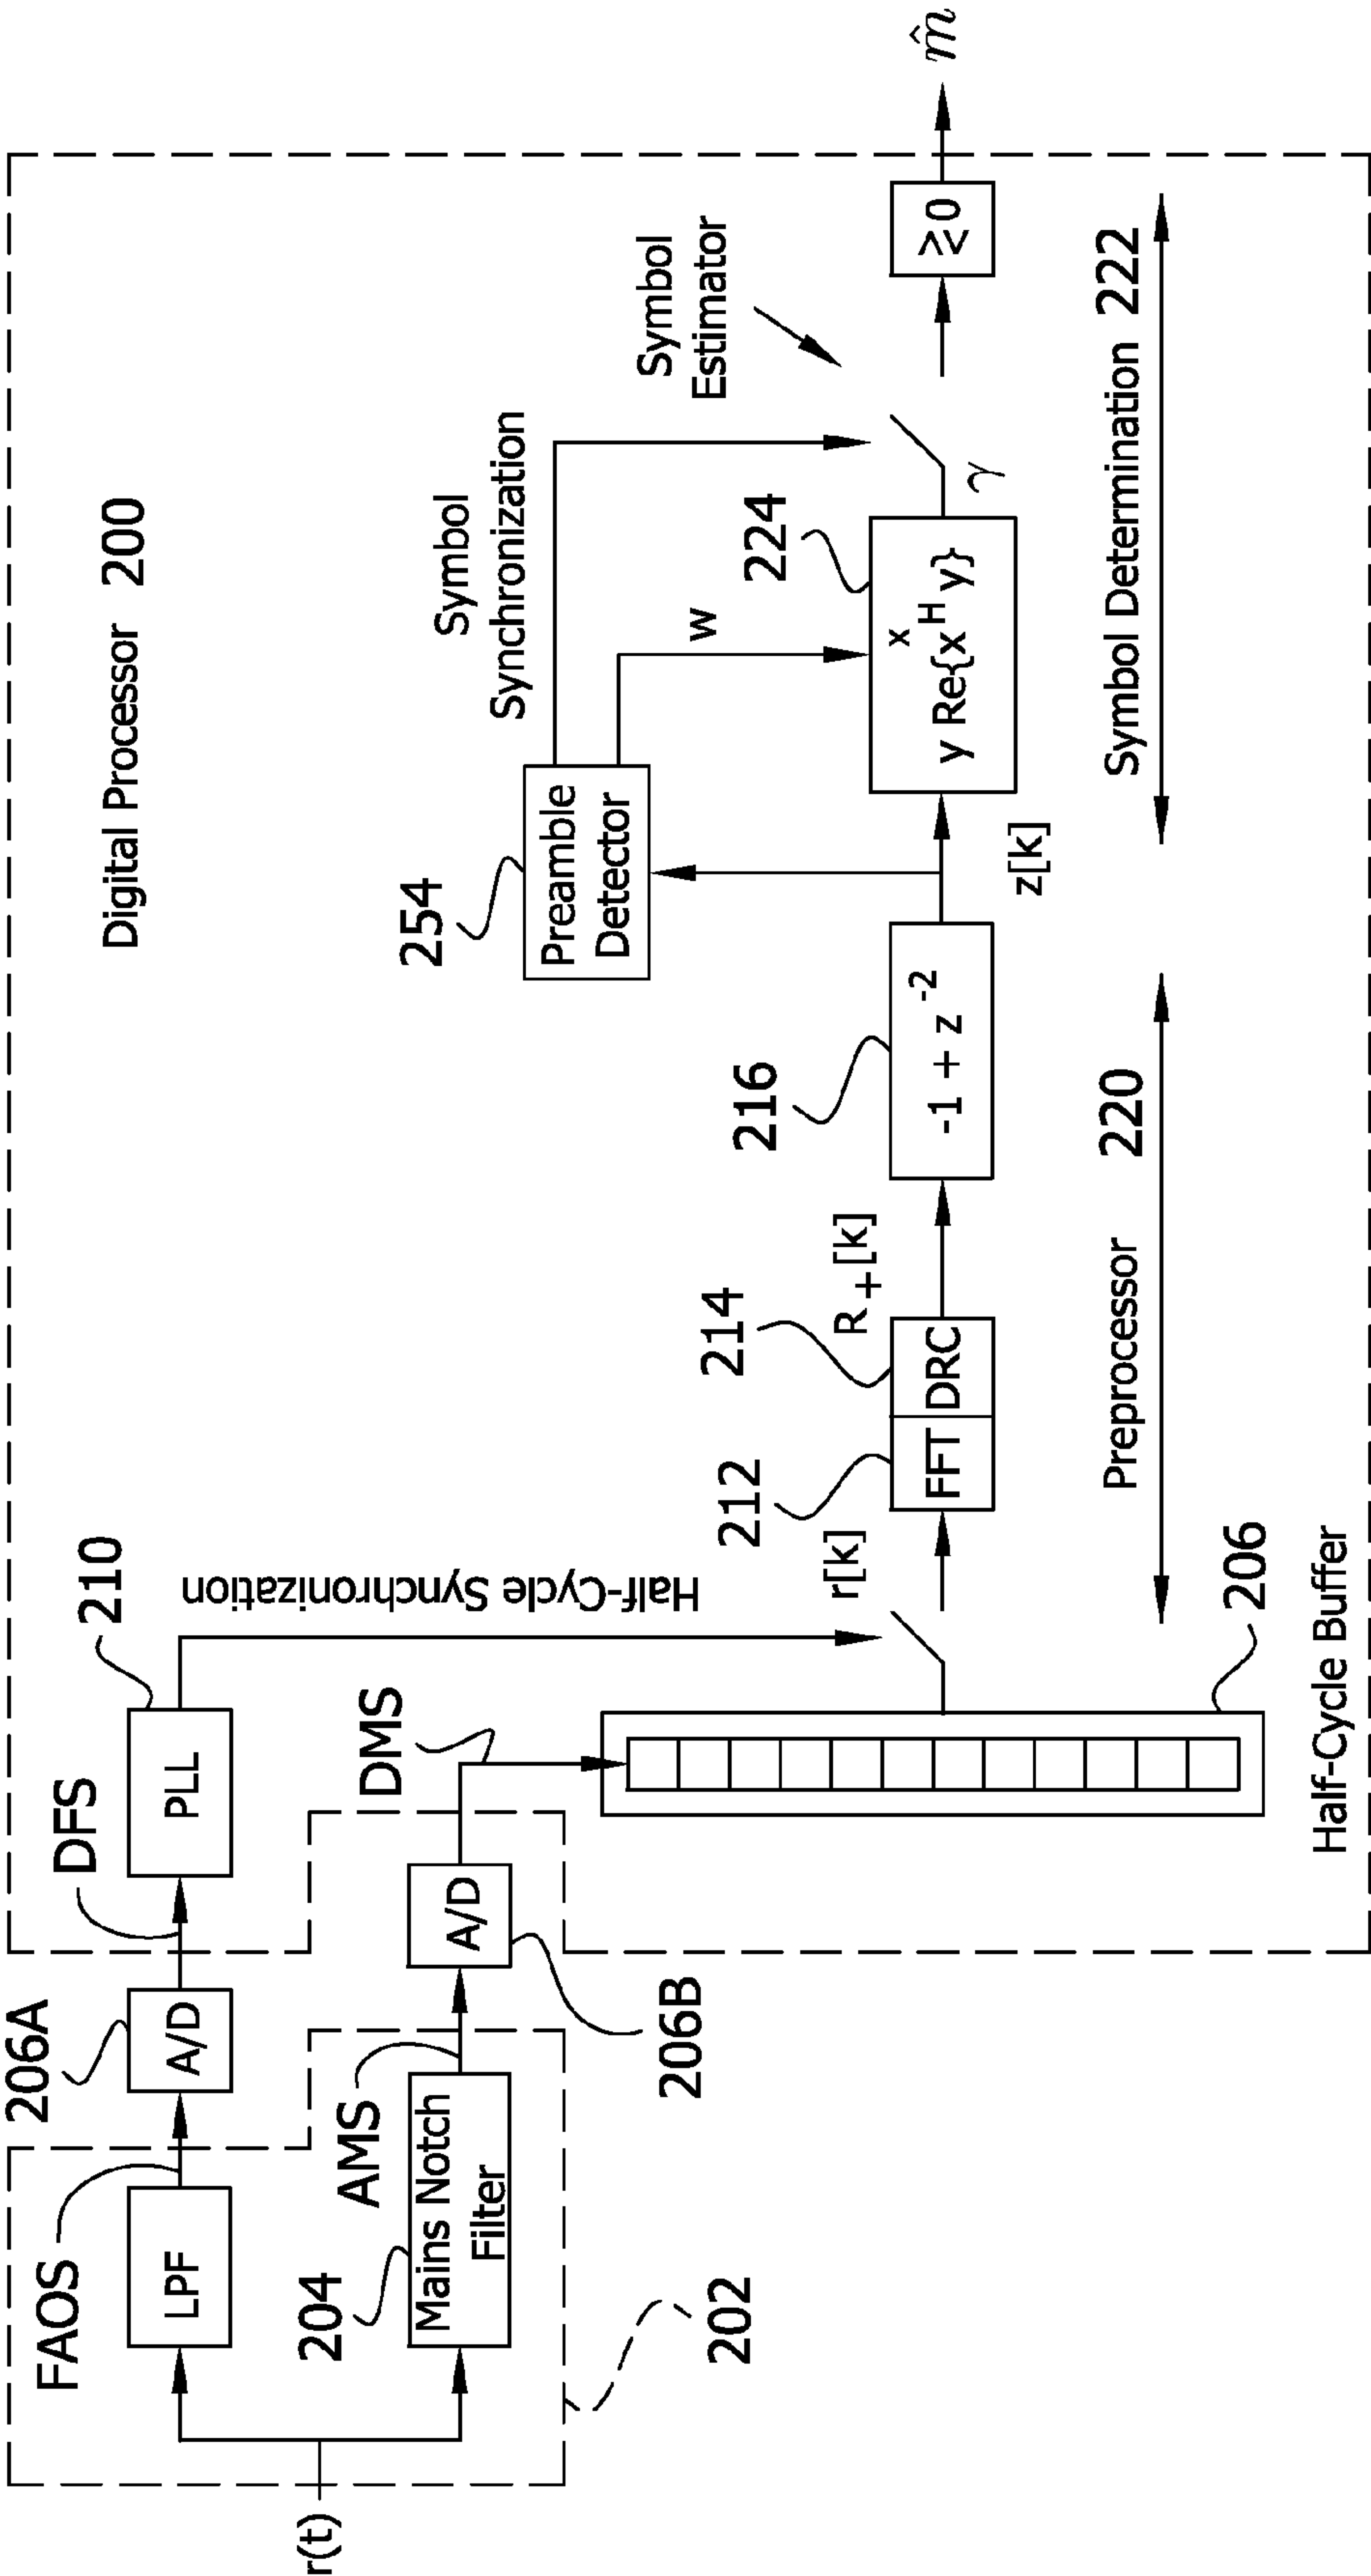 Digital Processor 200
r(t)
FAOS
LPF
206A
A/D
DFS
PLL
210
Half-Cycle Synchronization
204
Mains Notch
Filter
AMS
202
A/D
206B
DMS
206
Half-Cycle Buffer
r[k]
212
FFT
DRC
214
R+[k]
216
-1 + z-2
z[k]
254
Preamble
Detector
Symbol
Synchronization
w
224
x
y Re{xH y}
γ
Symbol
Estimator
≥<0
m̂
Preprocessor 220
Symbol Determination 222